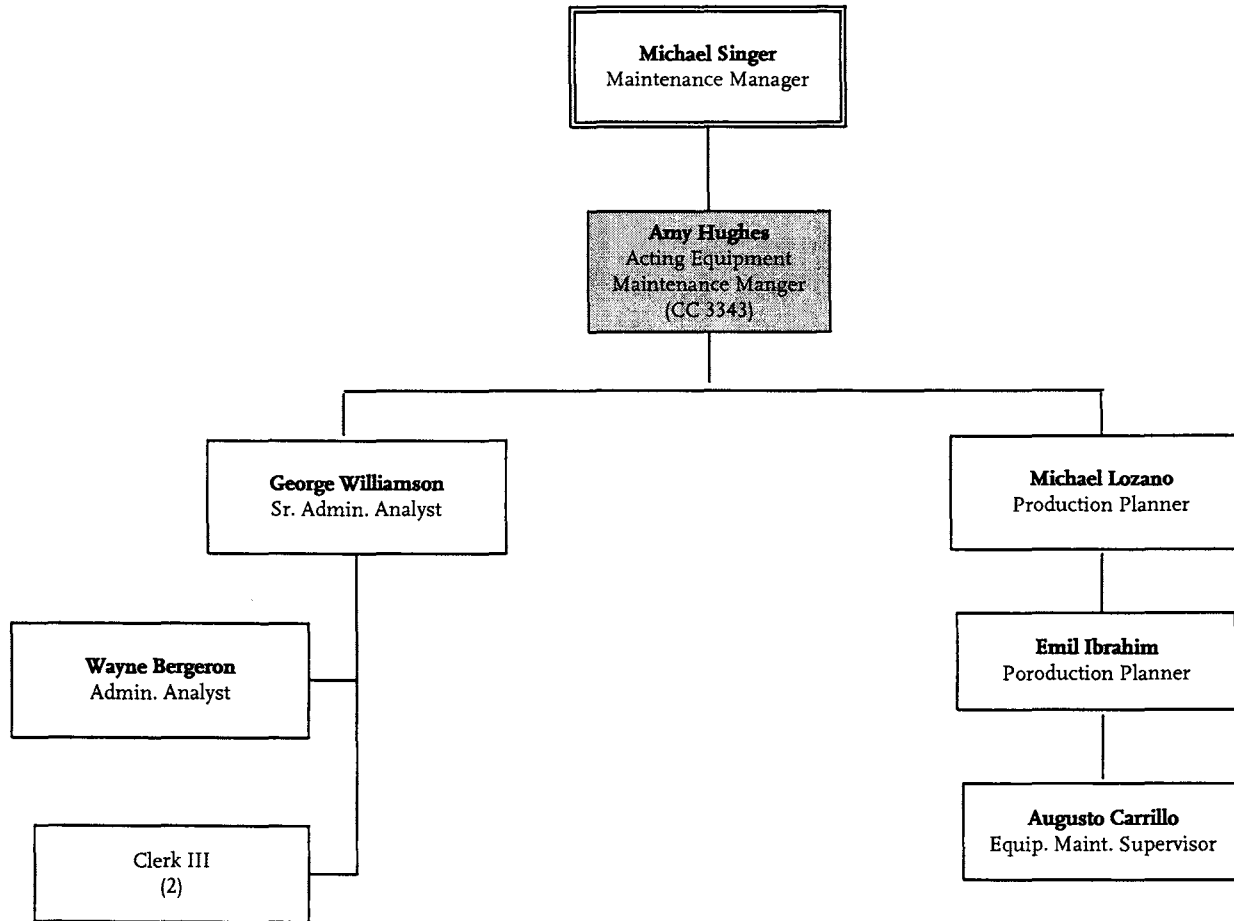 Michael Singer
Maintenance Manager
Amy Hughes
Acting Equipment
Maintenance Manger
(CC 3343)
George Williamson
Sr. Admin. Analyst
Michael Lozano
Production Planner
Wayne Bergeron
Admin. Analyst
Emil Ibrahim
Poroduction Planner
Clerk III
(2)
Augusto Carrillo
Equip. Maint. Supervisor